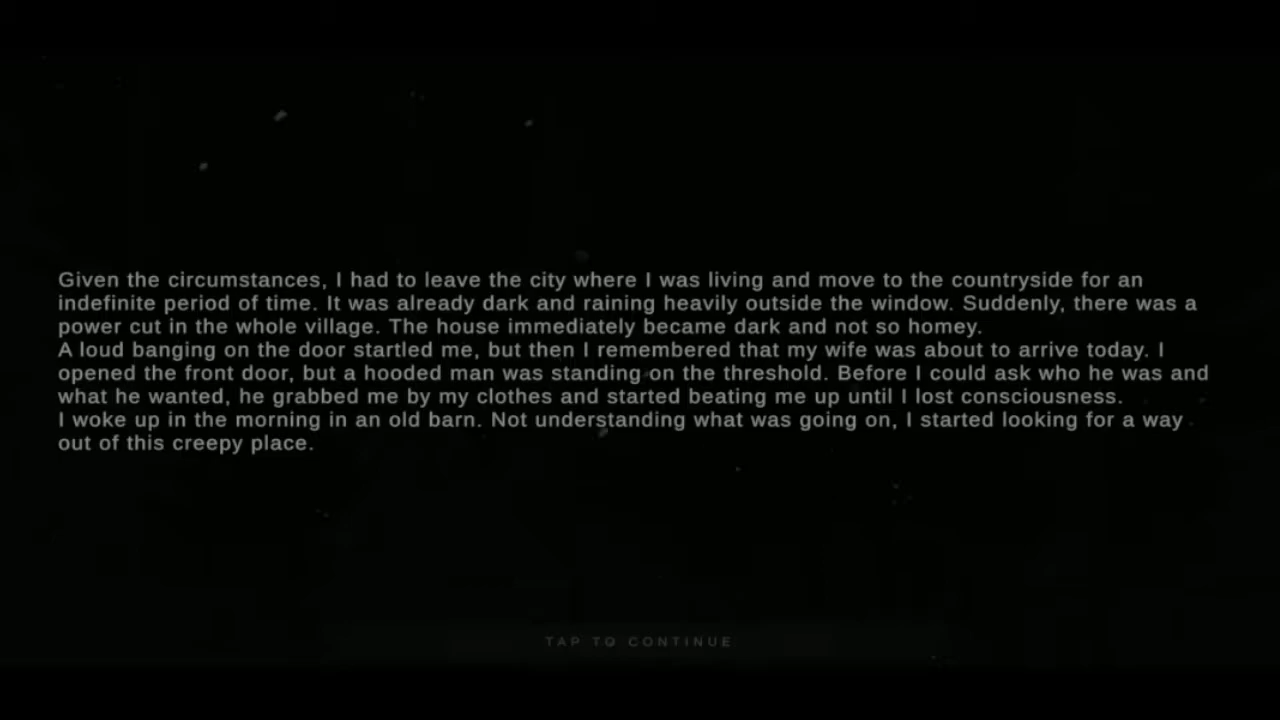 Given the circumstances, I had to leave the city where I was living and move to the countryside for an
indefinite period of time. It was already dark and raining heavily outside the window. Suddenly, there was a
power cut in the whole village. The house immediately became dark and not so homey.
A loud banging on the door startled me, but then I remembered that my wife was about to arrive today. I
opened the front door, but a hooded man was standing on the threshold. Before I could ask who he was and
what he wanted, he grabbed me by my clothes and started beating me up until I lost consciousness.
I woke up in the morning in an old barn. Not understanding what was going on, I started looking for a way
out of this creepy place.
TAP TO CONTINUE